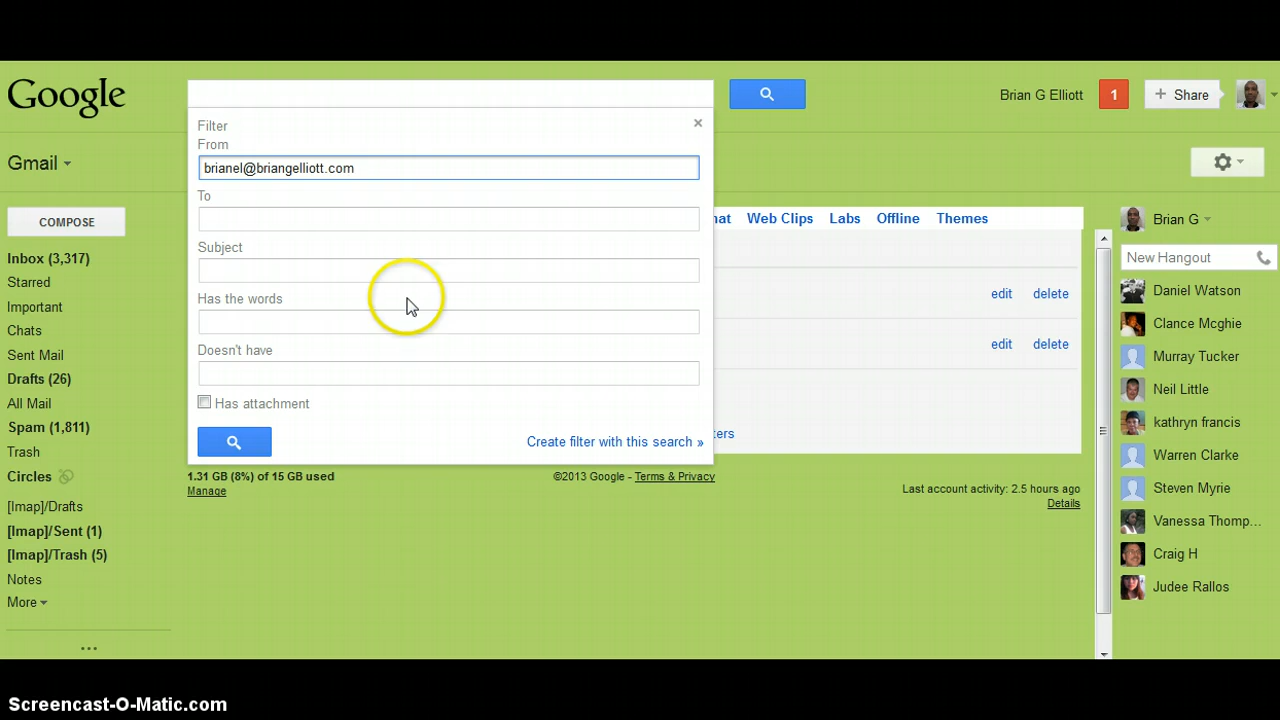 Google
Brian G Elliott
1
+ Share
Gmail
COMPOSE
Inbox (3,317)
Starred
Important
Chats
Sent Mail
Drafts (26)
All Mail
Spam (1,811)
Trash
Circles
[Imap]/Drafts
[Imap]/Sent (1)
[Imap]/Trash (5)
Notes
More
...
Filter
×
From
brianel@briangelliott.com
To
Subject
Has the words
Doesn't have
Has attachment
Create filter with this search »
hat Web Clips Labs Offline Themes
edit delete
edit delete
ters
1.31 GB (8%) of 15 GB used
Manage
©2013 Google - Terms & Privacy
Last account activity: 2.5 hours ago
Details
Brian G
New Hangout
Daniel Watson
Clance Mcghie
Murray Tucker
Neil Little
kathryn francis
Warren Clarke
Steven Myrie
Vanessa Thomp...
Craig H
Judee Rallos
Screencast-O-Matic.com